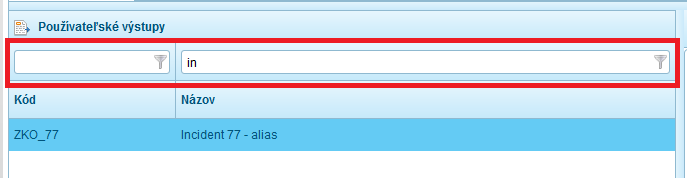 Používateľské výstupy
in
Kód Názov
ZKO_77 Incident 77 - alias